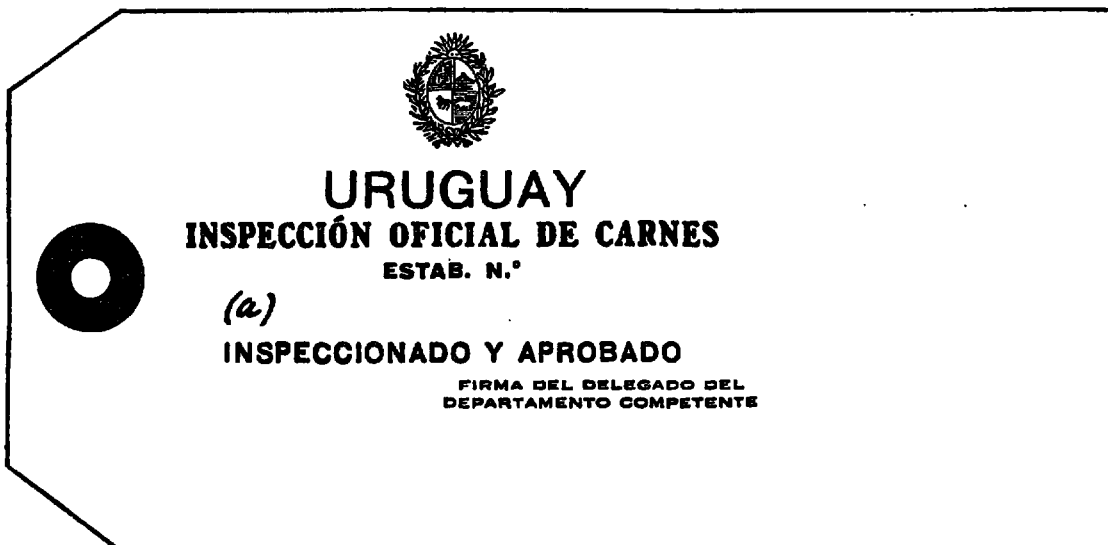 URUGUAY
INSPECCIÓN OFICIAL DE CARNES
ESTAB. N.°
(a)
INSPECCIONADO Y APROBADO
FIRMA DEL DELEGADO DEL
DEPARTAMENTO COMPETENTE